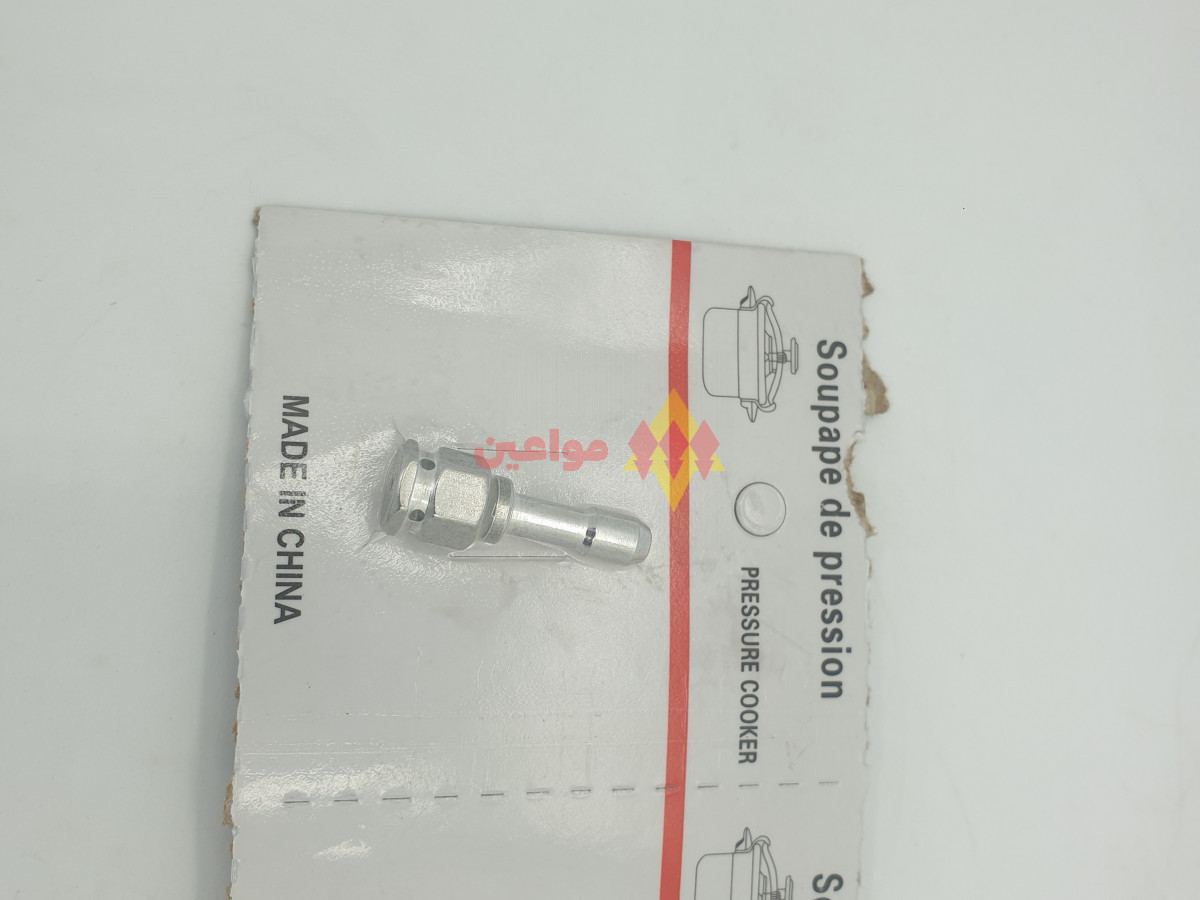 Soupape de pression
PRESSURE COOKER
مواعين
MADE IN CHINA